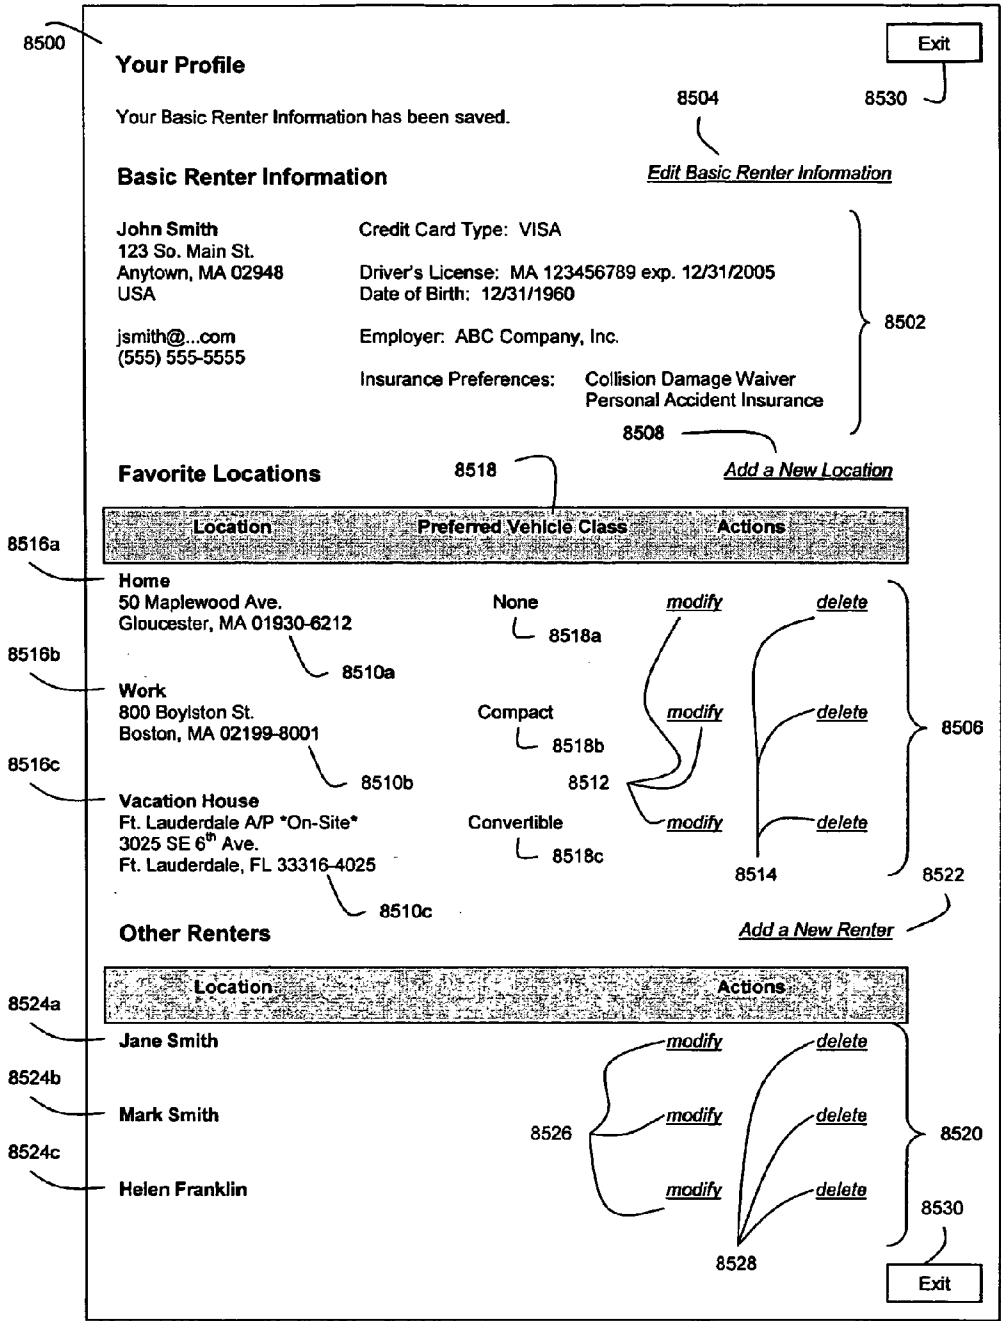 8500
Exit
Your Profile
8504
8530
Your Basic Renter Information has been saved.
Basic Renter Information
Edit Basic Renter Information
John Smith
Credit Card Type: VISA
123 So. Main St.
Anytown, MA 02948
Driver's License: MA 123456789 exp. 12/31/2005
USA
Date of Birth: 12/31/1960
8502
jsmith@...com
Employer: ABC Company, Inc.
(555) 555-5555
Insurance Preferences: Collision Damage Waiver
Personal Accident Insurance
8508
Favorite Locations
8518
Add a New Location
Location Preferred Vehicle Class Actions
8516a
Home
50 Maplewood Ave. None modify delete
Gloucester, MA 01930-6212
8518a
8516b
8510a
Work
800 Boylston St. Compact modify delete
Boston, MA 02199-8001
8506
8518b
8516c
8510b
8512
Vacation House
Ft. Lauderdale A/P *On-Site* Convertible modify delete
3025 SE 6th Ave.
Ft. Lauderdale, FL 33316-4025
8518c
8514
8522
8510c
Other Renters
Add a New Renter
Location Actions
8524a
Jane Smith modify delete
8524b
Mark Smith modify delete
8526
8520
8524c
Helen Franklin modify delete
8530
8528
Exit